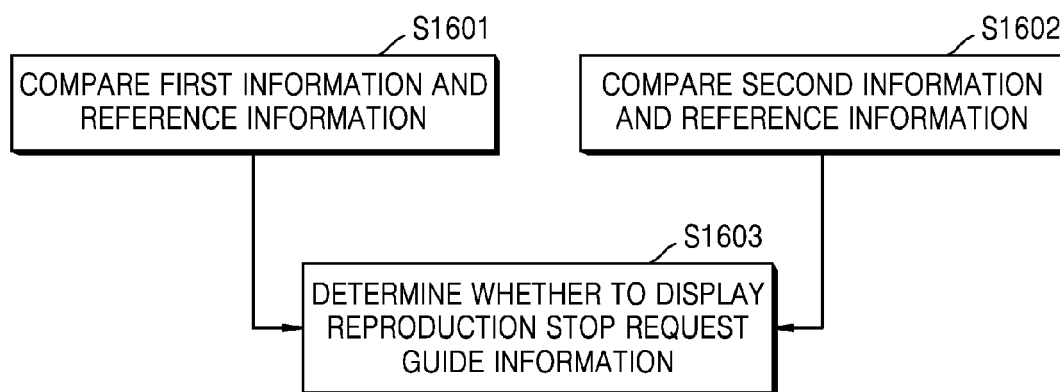 S1601
COMPARE FIRST INFORMATION AND
REFERENCE INFORMATION
S1602
COMPARE SECOND INFORMATION
AND REFERENCE INFORMATION
S1603
DETERMINE WHETHER TO DISPLAY
REPRODUCTION STOP REQUEST
GUIDE INFORMATION